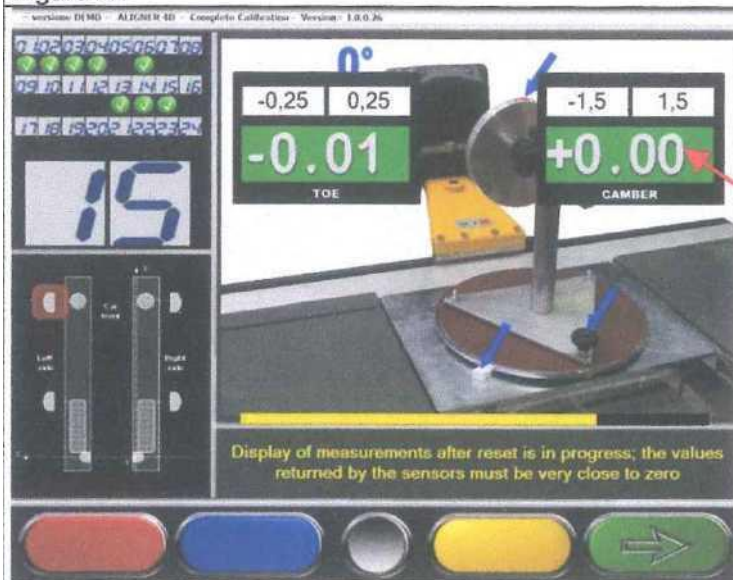 - versione DEMO - ALIGNER 4D - Complete Calibration - Version: 1.0.0.26
01 02 03 04 05 06 07 08
09 10 11 12 13 14 15 16
17 18 19 20 21 22 23 24
15
0°
-0,25 0,25
-0.01
TOE
-1,5 1,5
+0.00
CAMBER
Car front
Left side
Right side
Display of measurements after reset is in progress; the values
returned by the sensors must be very close to zero